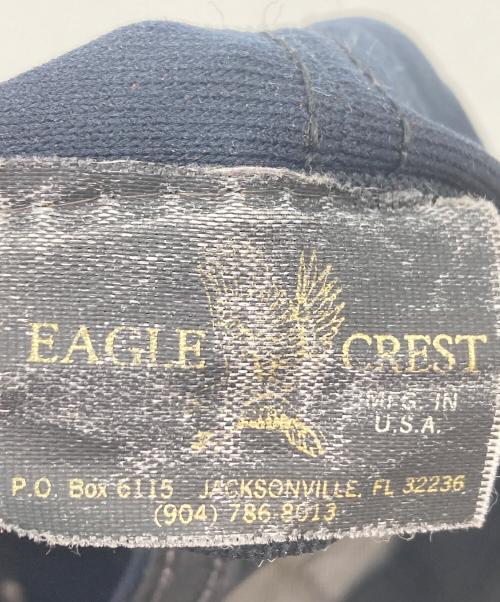 EAGLE CREST
MFG. IN
U.S.A.
P.O. Box 6115 JACKSONVILLE, FL 32236
(904) 786 8013